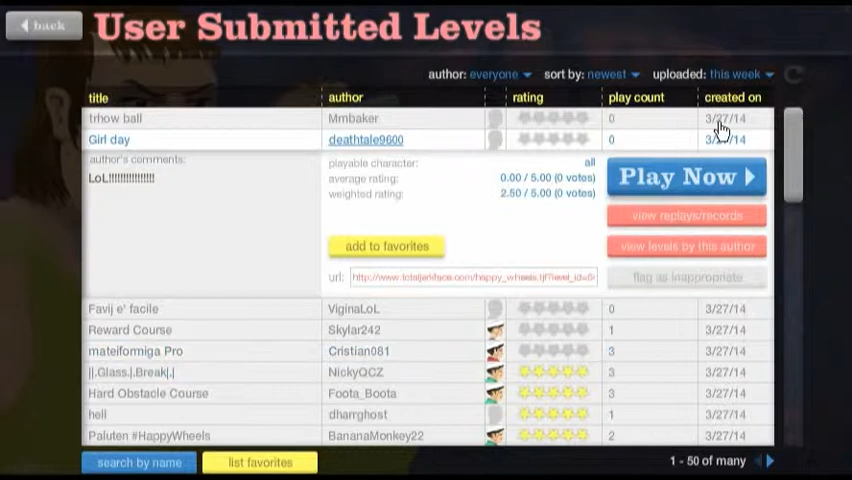 back
User Submitted Levels
author: everyone sort by: newest uploaded: this week
title author rating play count created on
trhow ball Mmbaker 0 3/27/14
Girl day deathtale9600 0
author's comments:
LoL!!!!!!!!!!!!!!!!
playable character: all
average rating: 0.00 / 5.00 (0 votes)
weighted rating: 2.50 / 5.00 (0 votes)
Play Now
view replays/records
add to favorites
view levels by this author
url:
flag as inappropriate
Favij e' facile ViginaLoL 0 3/27/14
Reward Course Skylar242 1 3/27/14
mateiformiga Pro Cristian081 3 3/27/14
||.Glass.|.Break|.| NickyQCZ 3 3/27/14
Hard Obstacle Course Foota_Boota 3 3/27/14
hell dharrghost 1 3/27/14
Paluten #HappyWheels BananaMonkey22 2 3/27/14
search by name list favorites 1 - 50 of many